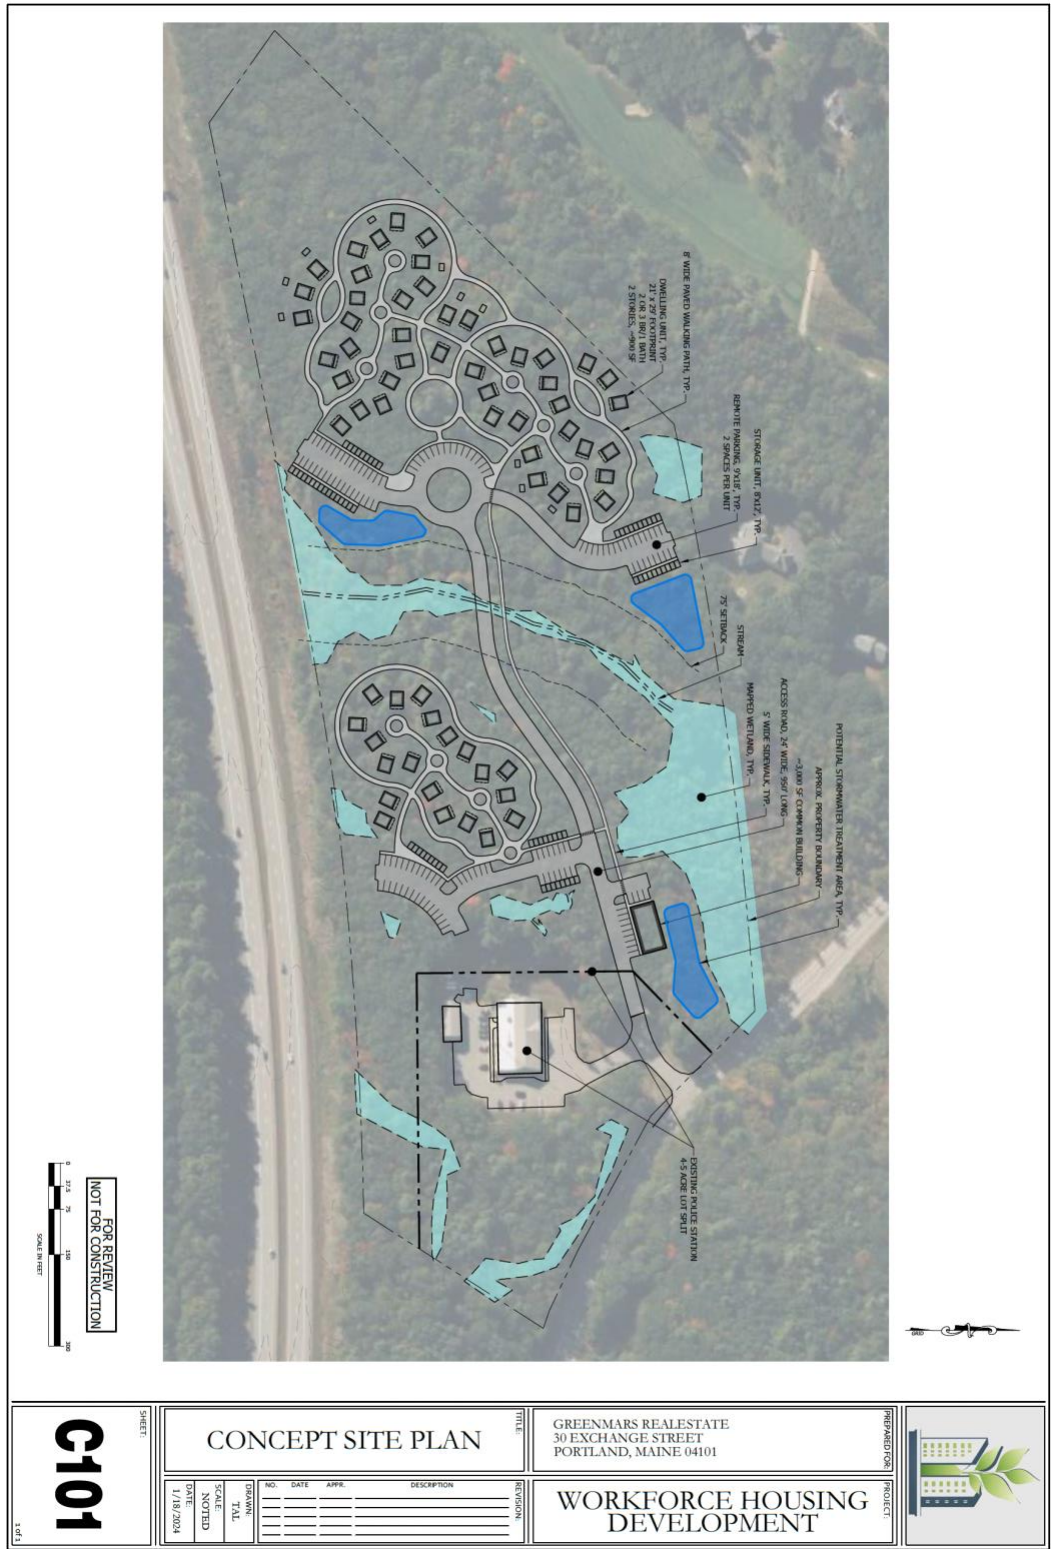 8' WIDE PAVED WALKING PATH, TYP.
DWELLING UNIT, TYP.
21' x 29' FOOTPRINT
2 OR 3 BR/1 BATH
2 STORIES, ~900 SF
STORAGE UNIT, 8'x12', TYP.
REMOTE PARKING, 9'x18', TYP.
2 SPACES PER UNIT
STREAM
75' SETBACK
POTENTIAL STORMWATER TREATMENT AREA, TYP.
APPROX. PROPERTY BOUNDARY
~3,000 SF COMMON BUILDING
ACCESS ROAD, 24' WIDE, 950' LONG
5' WIDE SIDEWALK, TYP.
MAPPED WETLAND, TYP.
EXISTING POLICE STATION
4-5 ACRE LOT SPLIT
FOR REVIEW
NOT FOR CONSTRUCTION
0 37.5 75 150 300
SCALE IN FEET
GRID
PREPARED FOR:
GREENMARS REALESTATE
30 EXCHANGE STREET
PORTLAND, MAINE 04101
PROJECT:
WORKFORCE HOUSING
DEVELOPMENT
TITLE:
CONCEPT SITE PLAN
REVISION:
NO. DATE APPR. DESCRIPTION
DRAWN:
TAL
SCALE:
NOTED
DATE:
1/18/2024
SHEET:
C101
1 of 1